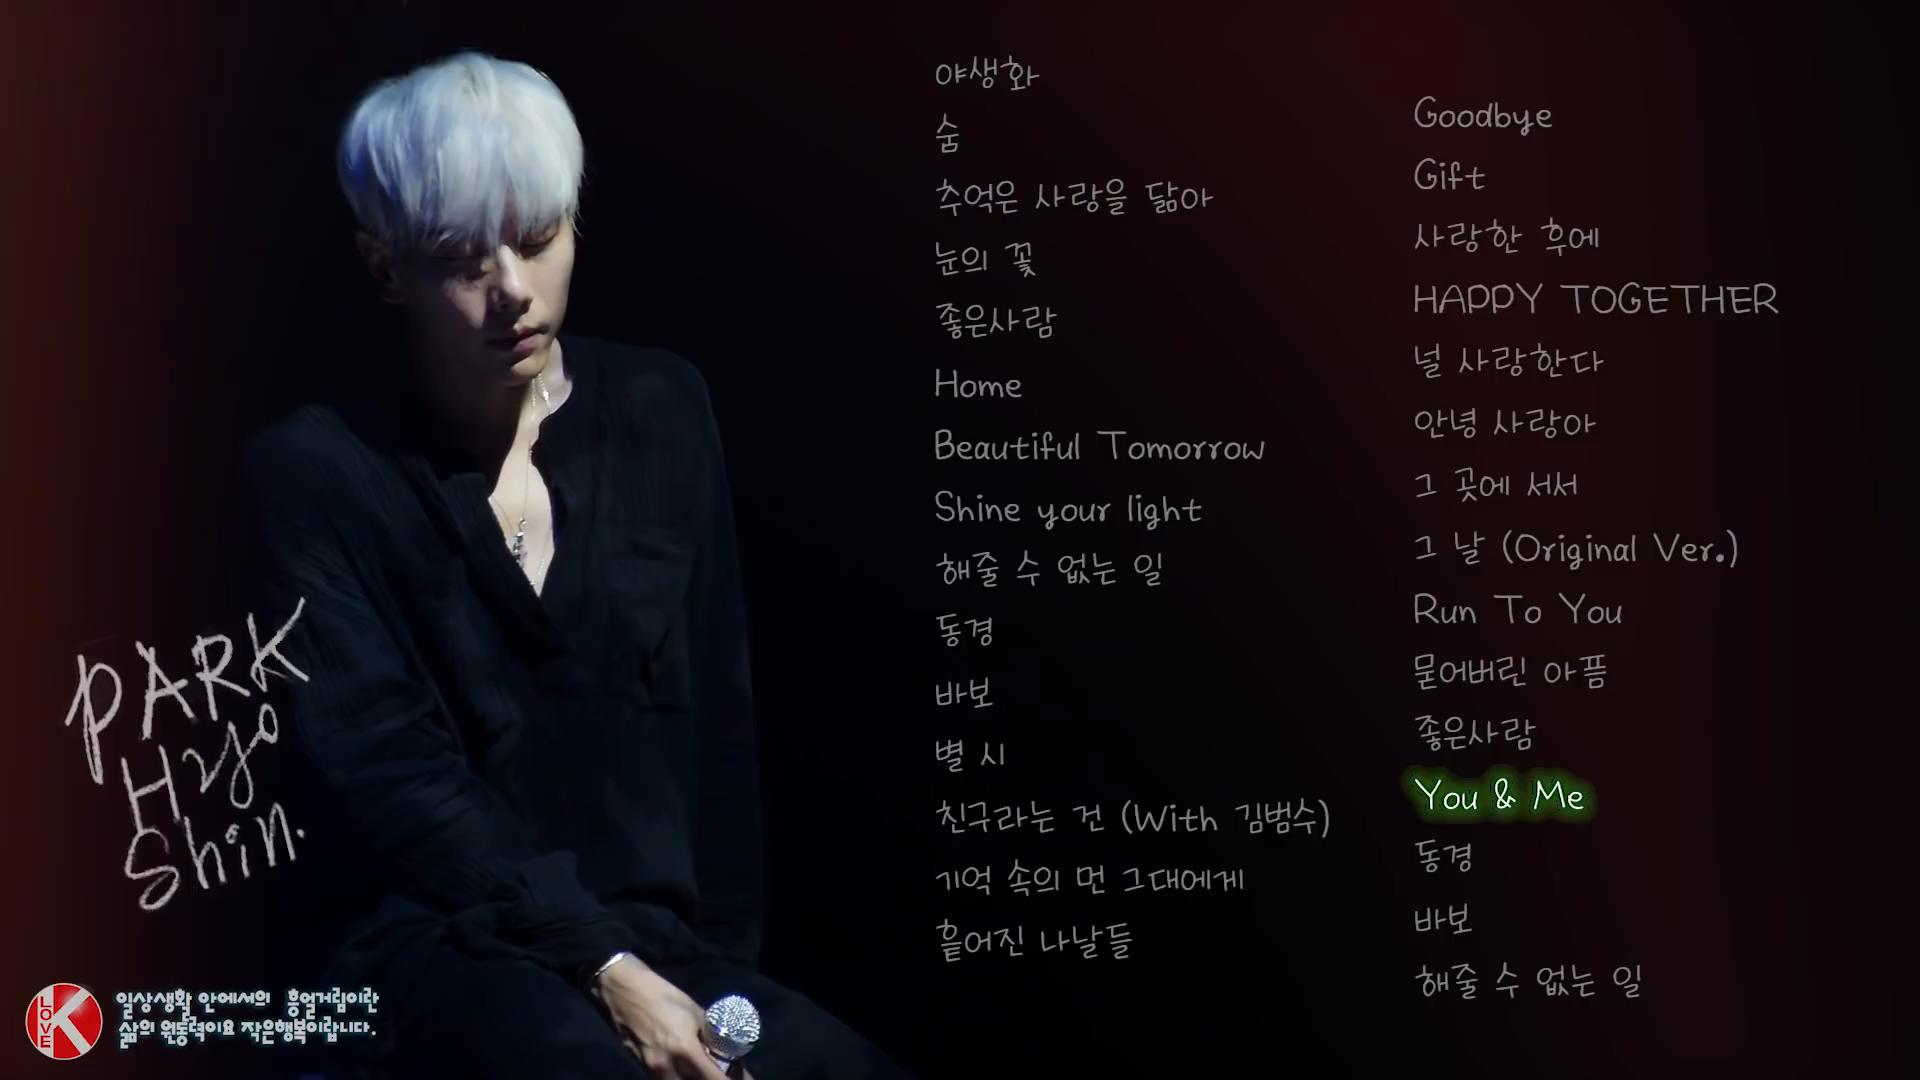 PARK
Hyo
Shin.
LOVE K
일상생활 안에서의 흥얼거림이란
삶의 원동력이요 작은행복이랍니다.
야생화
숨
추억은 사랑을 닮아
눈의 꽃
좋은사람
Home
Beautiful Tomorrow
Shine your light
해줄 수 없는 일
동경
바보
별 시
친구라는 건 (With 김범수)
기억 속의 먼 그대에게
흩어진 나날들
Goodbye
Gift
사랑한 후에
HAPPY TOGETHER
널 사랑한다
안녕 사랑아
그 곳에 서서
그 날 (Original Ver.)
Run To You
묻어버린 아픔
좋은사람
You & Me
동경
바보
해줄 수 없는 일